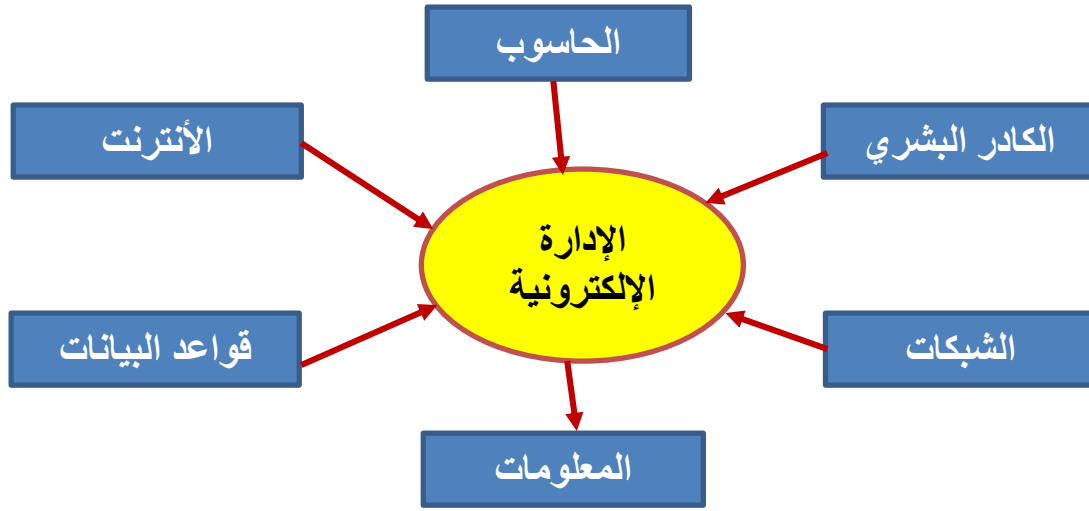 الحاسوب
الكادر البشري
الأنترنت
الإدارة
الإلكترونية
الشبكات
قواعد البيانات
المعلومات